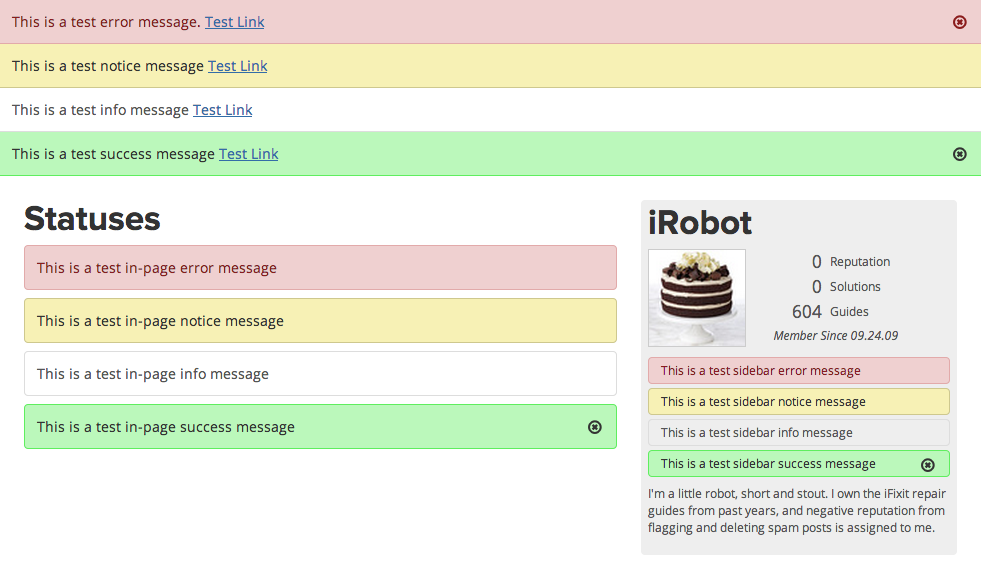 This is a test error message. Test Link
This is a test notice message Test Link
This is a test info message Test Link
This is a test success message Test Link
Statuses
This is a test in-page error message
This is a test in-page notice message
This is a test in-page info message
This is a test in-page success message
iRobot
0 Reputation
0 Solutions
604 Guides
Member Since 09.24.09
This is a test sidebar error message
This is a test sidebar notice message
This is a test sidebar info message
This is a test sidebar success message
I'm a little robot, short and stout. I own the iFixit repair
guides from past years, and negative reputation from
flagging and deleting spam posts is assigned to me.